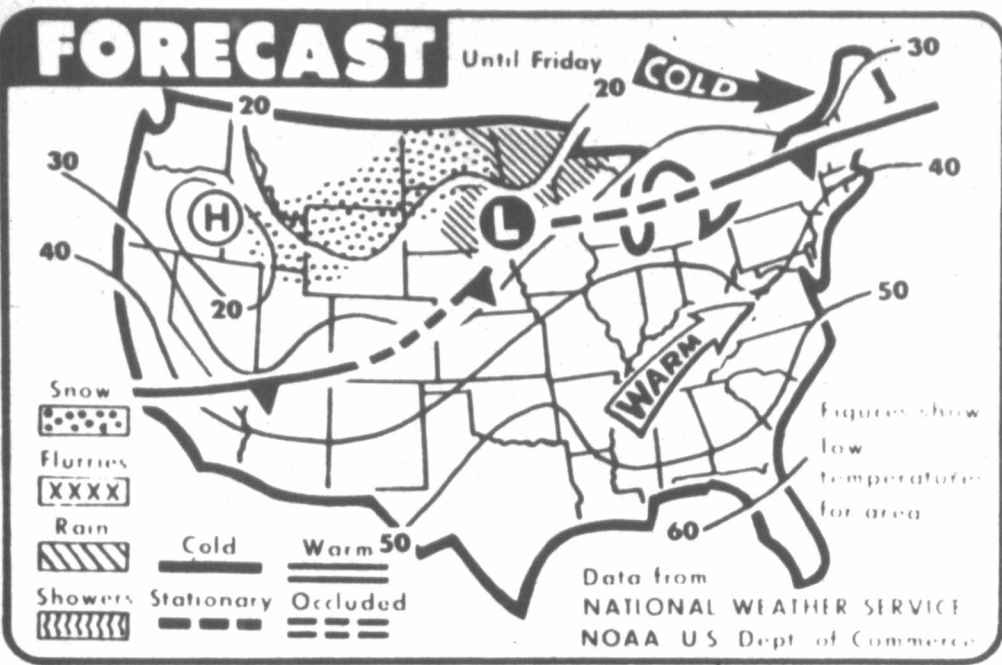 FORECAST
Until Friday
COLD
30
20
20
30
40
H
L
40
20
50
WARM
Snow
Flurries
XXXX
Rain
Showers
Cold
Warm
50
Stationary
Occluded
60
Figures show
low
temperature
for area
Data from
NATIONAL WEATHER SERVICE
NOAA U S Dept of Commerce